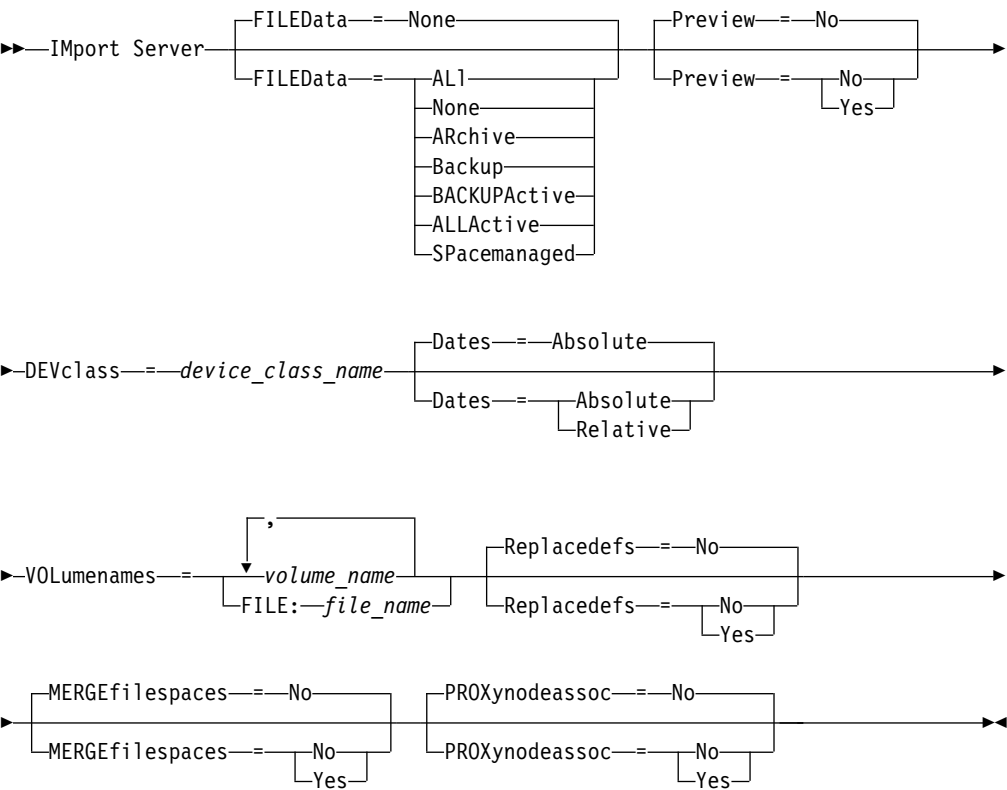 FILEData = None Preview = No
IMport Server
FILEData = ALl Preview = No
None Yes
ARchive
Backup
BACKUPActive
ALLActive
SPacemanaged
Dates = Absolute
DEVclass = device_class_name
Dates = Absolute
Relative
,
Replacedefs = No
VOLumenames = volume_name
FILE: file_name Replacedefs = No
Yes
MERGEfilespaces = No PROXynodeassoc = No
MERGEfilespaces = No PROXynodeassoc = No
Yes Yes